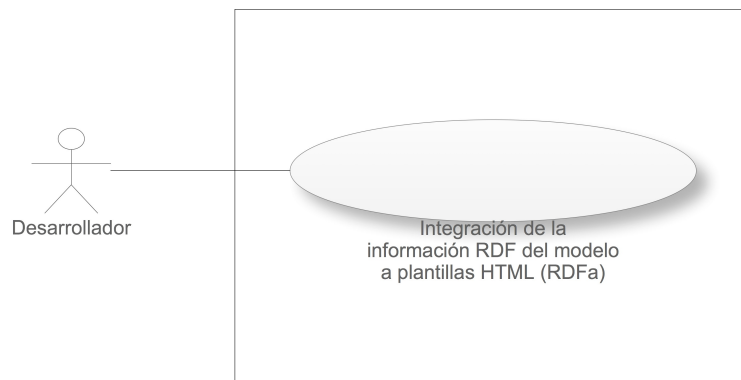 Desarrollador
Integración de la
información RDF del modelo
a plantillas HTML (RDFa)